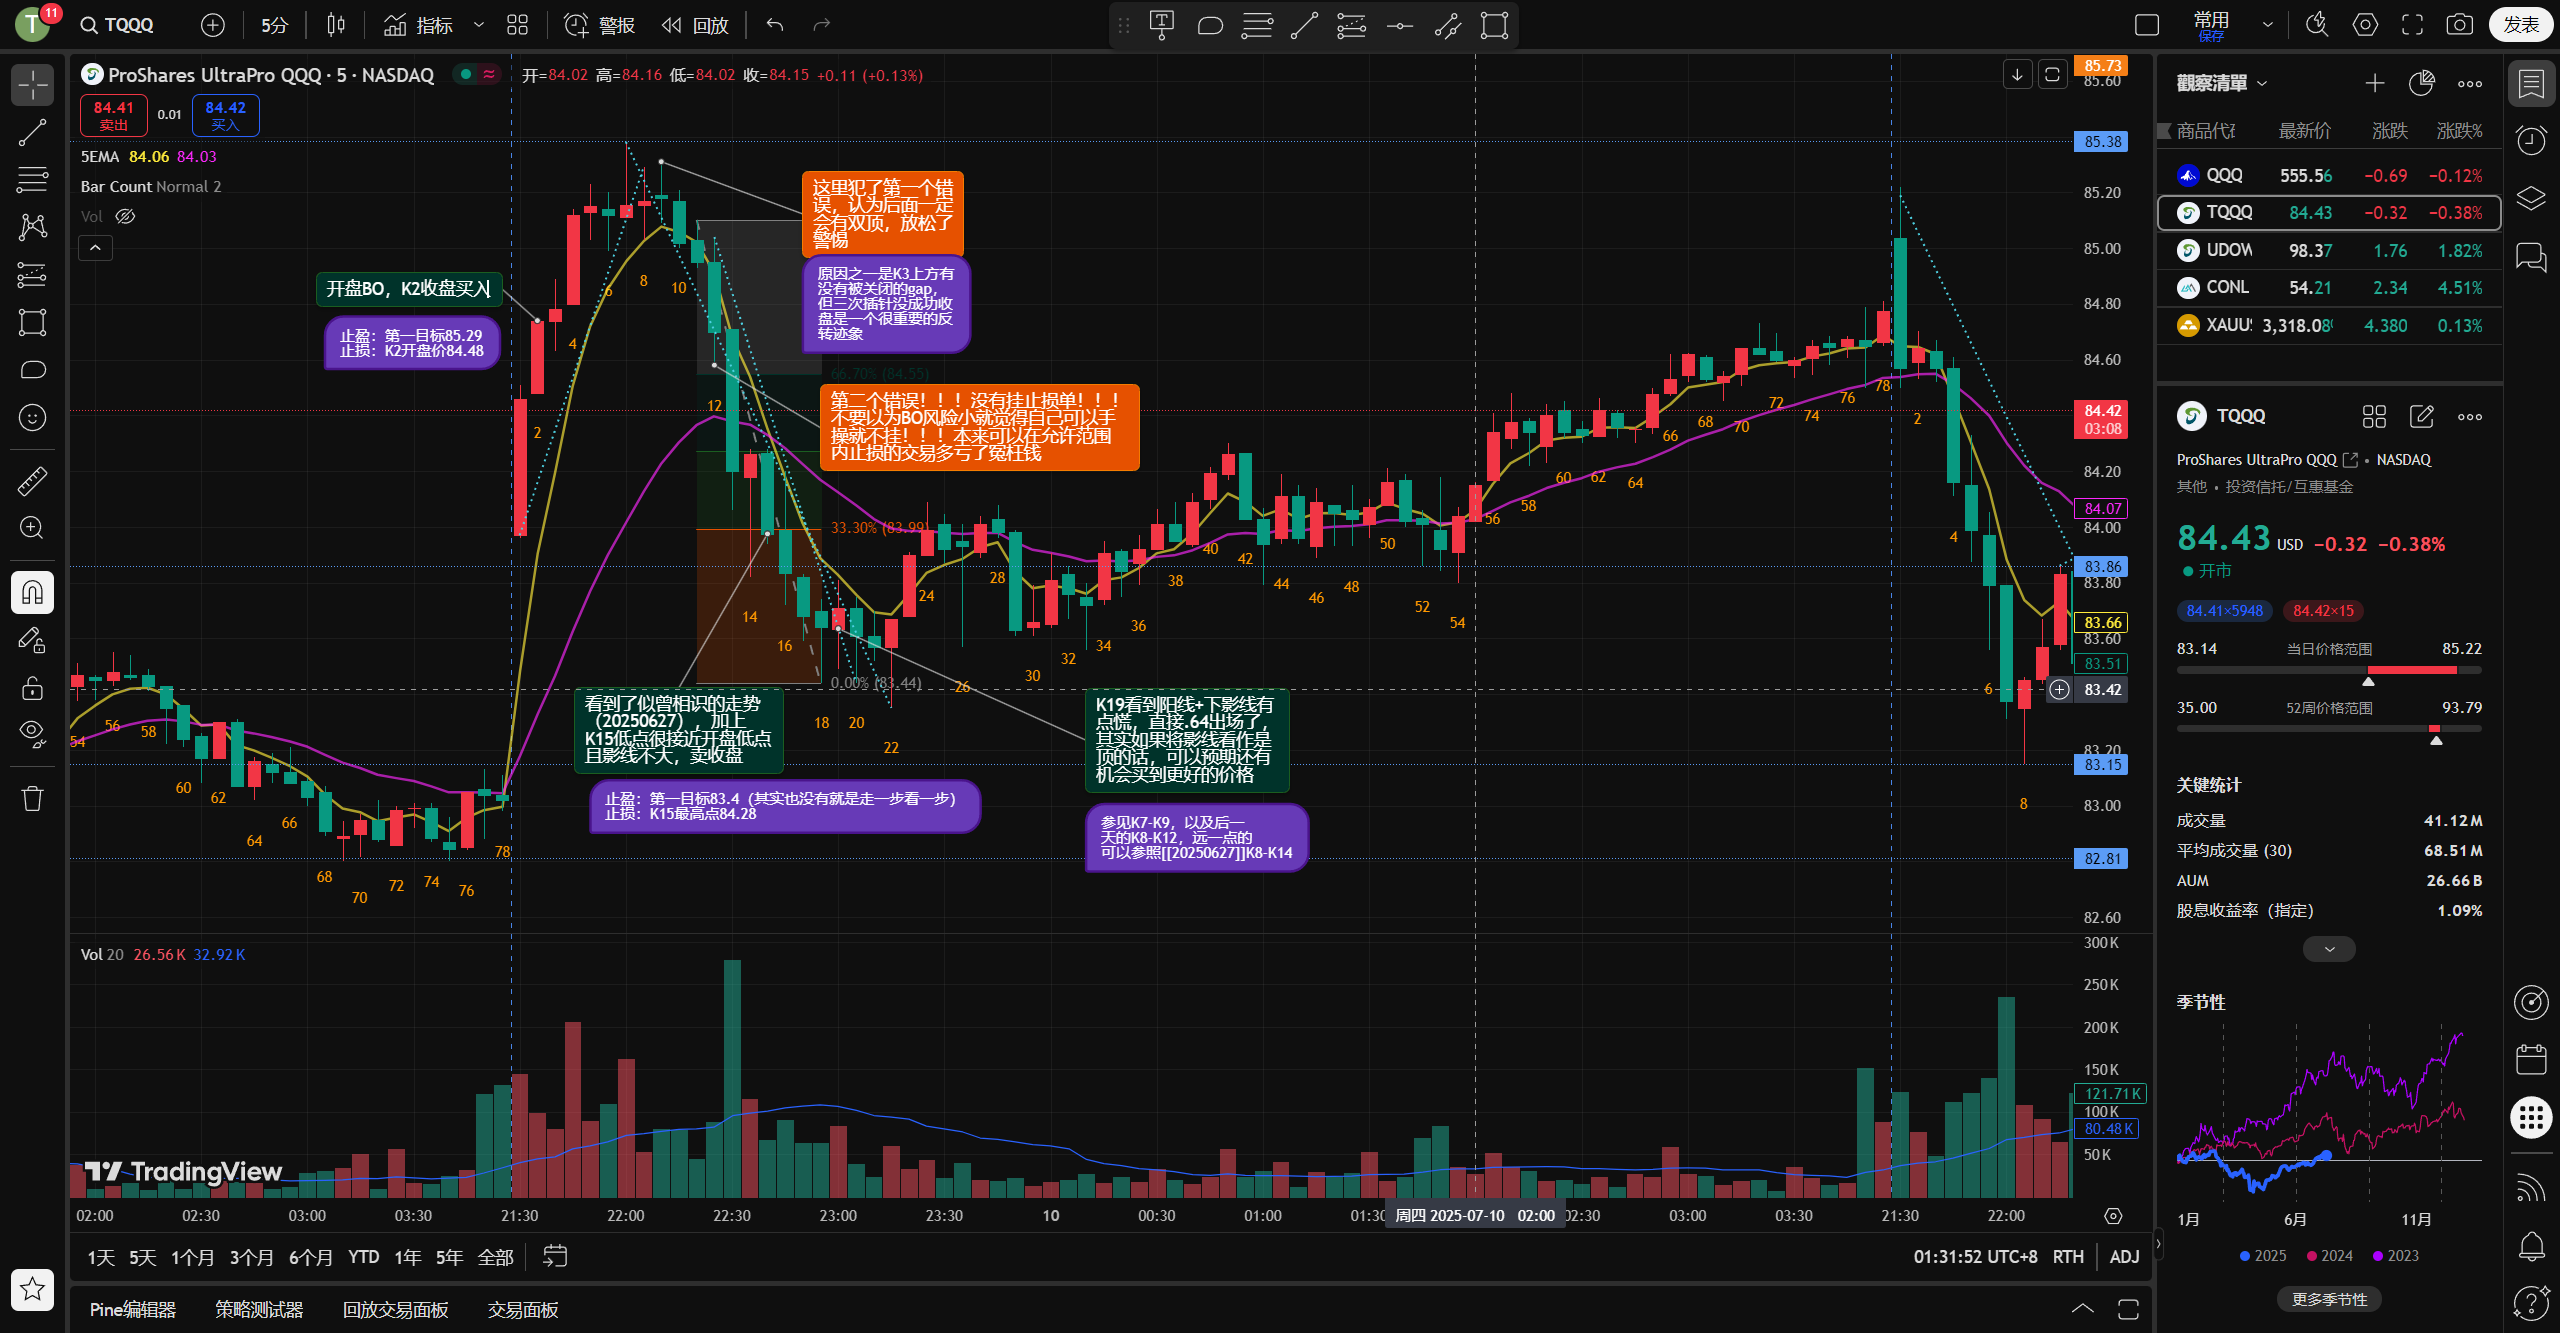 T 11
TQQQ
5分
指标
警报
回放
常用
保存
发表
ProShares UltraPro QQQ · 5 · NASDAQ
开=84.02 高=84.16 低=84.02 收=84.15 +0.11 (+0.13%)
84.41
卖出
0.01
84.42
买入
5EMA 84.06 84.03
Bar Count Normal 2
Vol
这里犯了第一个错
误，认为后面一定
会有双顶，放松了
警惕
原因之一是K3上方有
没有被关闭的gap，
但三次插针没成功收
盘是一个很重要的反
转迹象
开盘BO，K2收盘买入
止盈：第一目标85.29
止损：K2开盘价84.48
66.70% (84.55)
第二个错误！！！没有挂止损单！！！
不要以为BO风险小就觉得自己可以手
操就不挂！！！本来可以在允许范围
内止损的交易多亏了冤枉钱
33.30% (83.99)
0.00% (83.44)
看到了似曾相识的走势
（20250627），加上
K15低点很接近开盘低点
且影线不大，卖收盘
止盈：第一目标83.4（其实也没有就是走一步看一步）
止损：K15最高点84.28
K19看到阳线+下影线有
点慌，直接.64出场了，
其实如果将影线看作是
顶的话，可以预期还有
机会买到更好的价格
参见K7-K9，以及后一
天的K8-K12，远一点的
可以参照[[20250627]]K8-K14
54 56 58 60 62 64 66 68 70 72 74 76 78
2 4 6 8 10 12 14 16 18 20 22 24 26 28 30 32 34 36 38 40 42 44 46 48 50 52 54 56 58 60 62 64 66 68 70 72 74 76 78
2 4 6 8
85.73
85.60
85.38
85.20
85.00
84.80
84.60
84.42
03:08
84.20
84.07
84.00
83.86
83.80
83.66
83.60
83.51
83.42
83.20
83.15
83.00
82.81
82.60
Vol 20 26.56 K 32.92 K
300 K
250 K
200 K
150 K
121.71 K
100 K
80.48 K
50 K
TradingView
02:00 02:30 03:00 03:30 21:30 22:00 22:30 23:00 23:30 10 00:30 01:00 01:30 周四 2025-07-10 02:00 02:30 03:00 03:30 21:30 22:00
1天 5天 1个月 3个月 6个月 YTD 1年 5年 全部
01:31:52 UTC+8 RTH ADJ
Pine编辑器 策略测试器 回放交易面板 交易面板
觀察清單
商品代 最新价 涨跌 涨跌%
QQQ 555.56 −0.69 −0.12%
TQQQ 84.43 −0.32 −0.38%
UDOW 98.37 1.76 1.82%
CONL 54.21 2.34 4.51%
XAUUS 3,318.08 4.380 0.13%
TQQQ
ProShares UltraPro QQQ • NASDAQ
其他 • 投资信托/互惠基金
84.43 USD −0.32 −0.38%
开市
84.41×5948 84.42×15
83.14 当日价格范围 85.22
35.00 52周价格范围 93.79
关键统计
成交量 41.12 M
平均成交量 (30) 68.51 M
AUM 26.66 B
股息收益率（指定） 1.09%
季节性
1月 6月 11月
2025 2024 2023
更多季节性